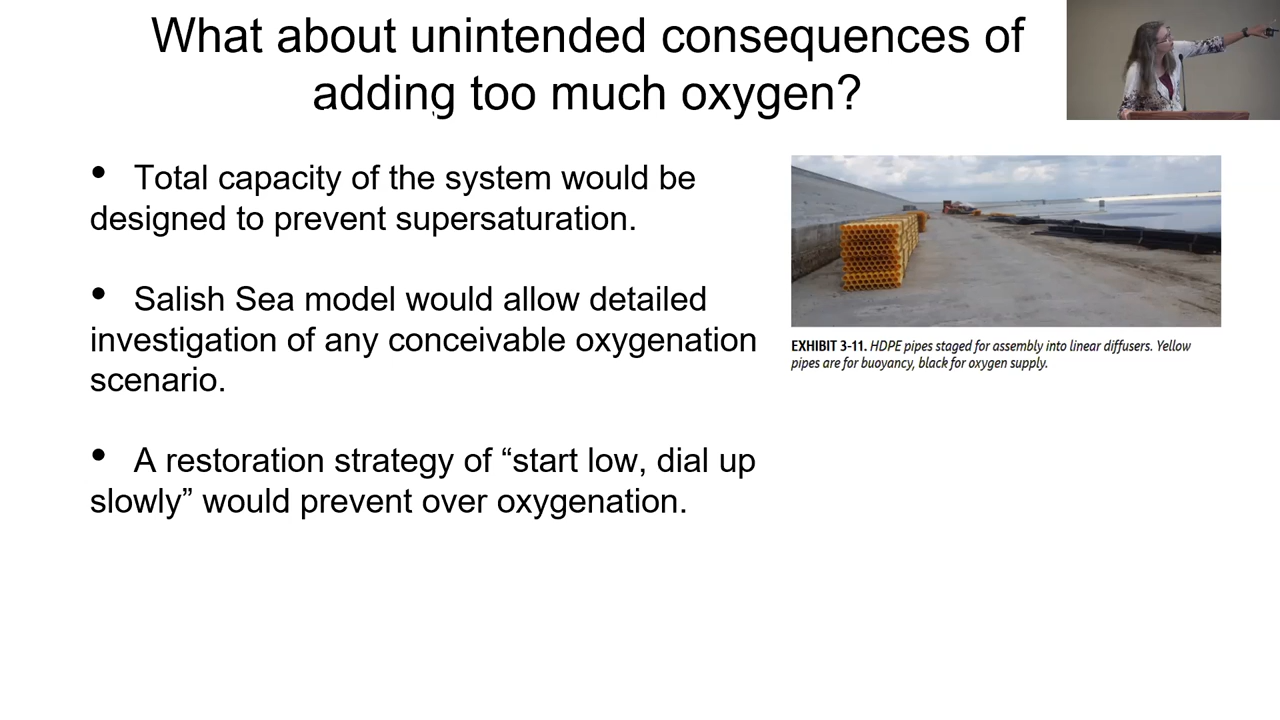 What about unintended consequences of
adding too much oxygen?
• Total capacity of the system would be
designed to prevent supersaturation.
• Salish Sea model would allow detailed
investigation of any conceivable oxygenation
scenario.
• A restoration strategy of “start low, dial up
slowly” would prevent over oxygenation.
EXHIBIT 3-11. HDPE pipes staged for assembly into linear diffusers. Yellow
pipes are for buoyancy, black for oxygen supply.